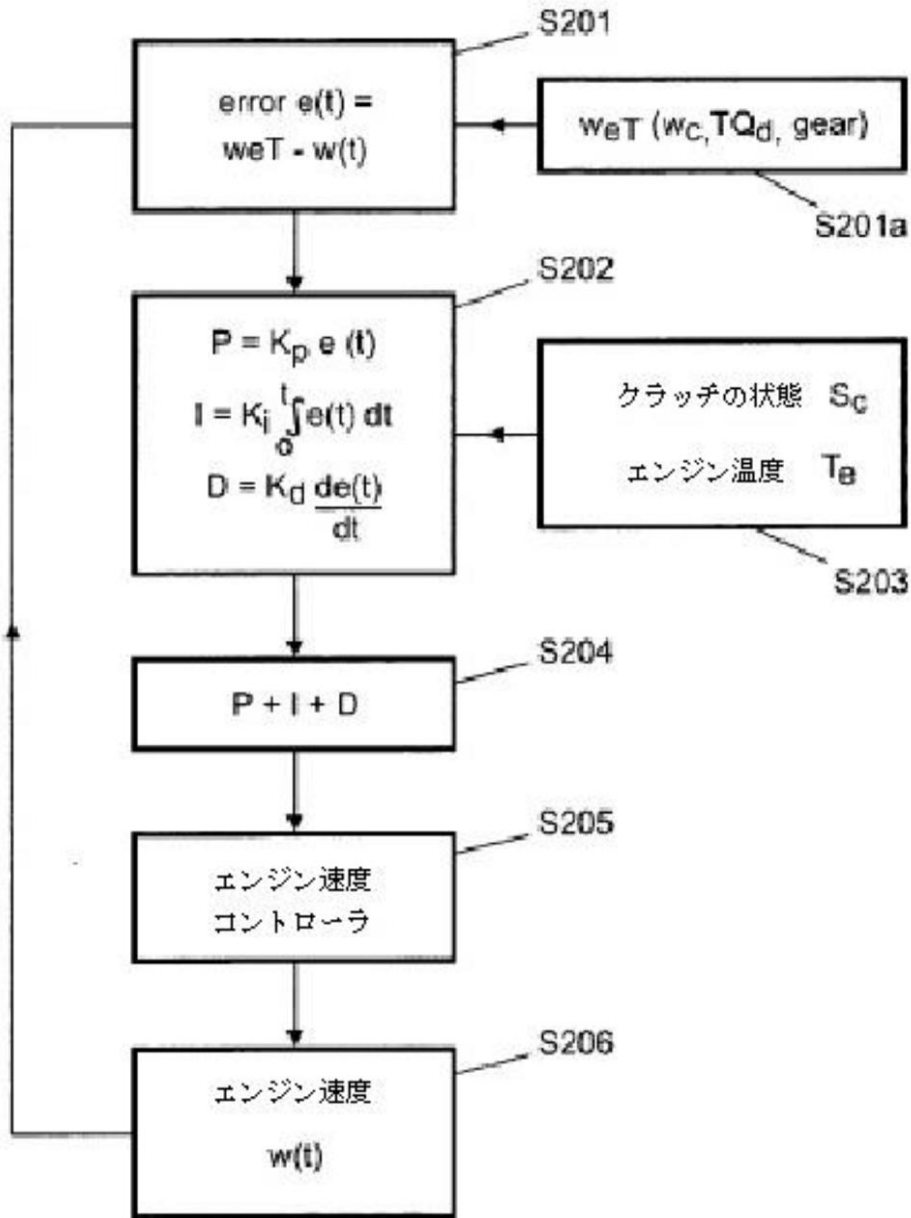 S201
error e(t) =
weT - w(t)
weT (wc, TQd, gear)
S201a
S202
P = Kp e (t)
I = Ki ∫ots e(t) dt
D = Kd de(t)
dt
クラッチの状態 Sc
エンジン温度 Te
S203
S204
P + I + D
S205
エンジン速度
コントローラ
S206
エンジン速度
w(t)